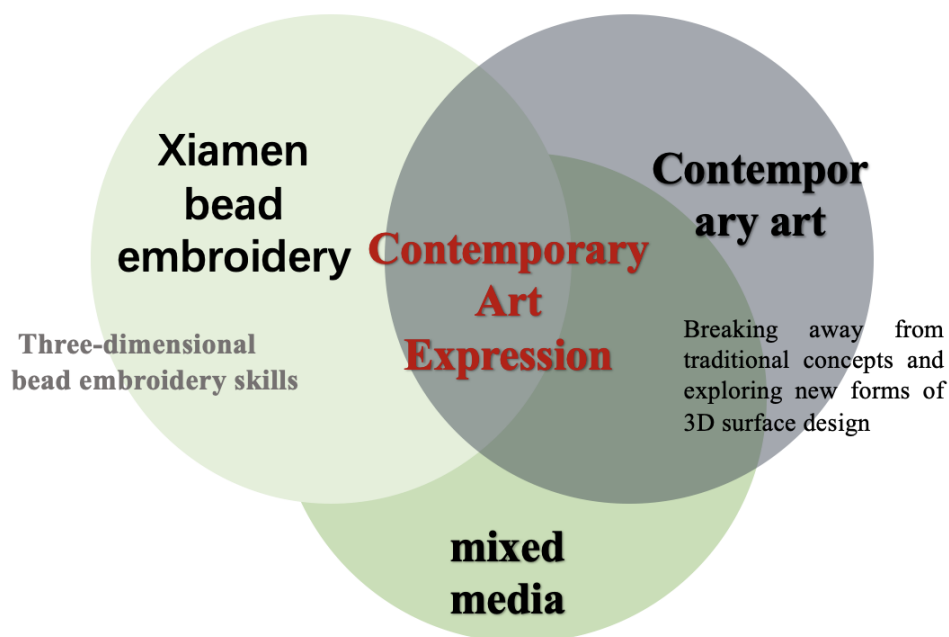 Xiamen
bead
embroidery
Three-dimensional
bead embroidery skills
Contemporary
Art
Expression
Contempor
ary art
Breaking away from
traditional concepts and
exploring new forms of
3D surface design
mixed
media